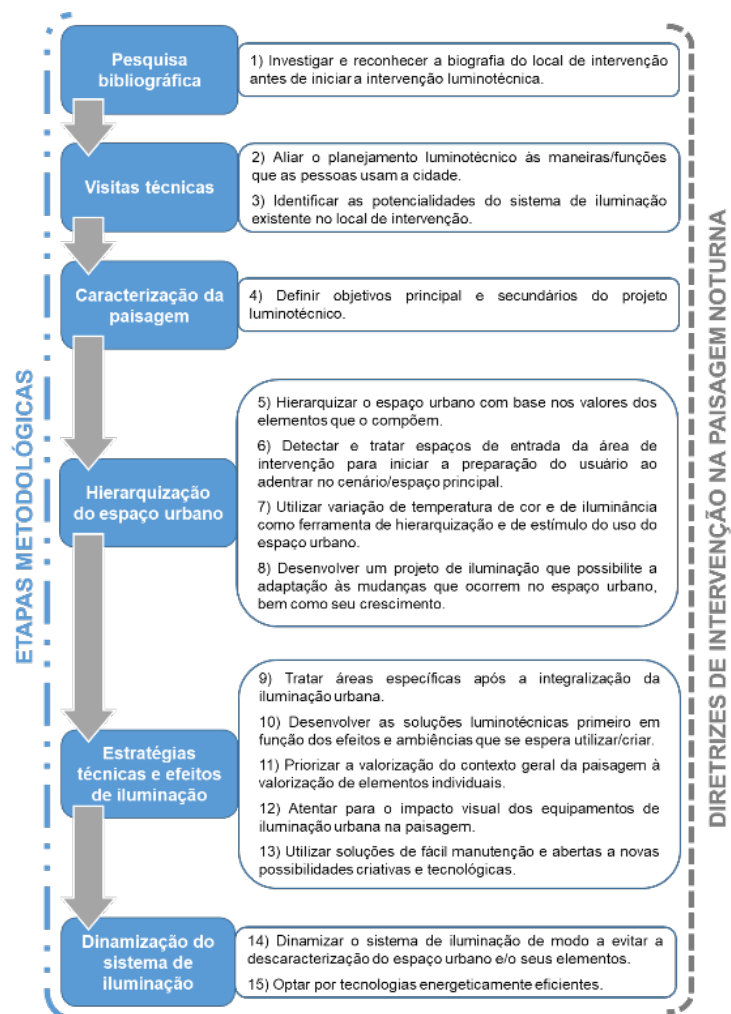 ETAPAS METODOLÓGICAS
Pesquisa
bibliográfica
1) Investigar e reconhecer a biografia do local de intervenção
antes de iniciar a intervenção luminotécnica.
Visitas técnicas
2) Aliar o planejamento luminotécnico às maneiras/funções
que as pessoas usam a cidade.
3) Identificar as potencialidades do sistema de iluminação
existente no local de intervenção.
Caracterização da
paisagem
4) Definir objetivos principal e secundários do projeto
luminotécnico.
Hierarquização
do espaço urbano
5) Hierarquizar o espaço urbano com base nos valores dos
elementos que o compõem.
6) Detectar e tratar espaços de entrada da área de
intervenção para iniciar a preparação do usuário ao
adentrar no cenário/espaço principal.
7) Utilizar variação de temperatura de cor e de iluminância
como ferramenta de hierarquização e de estímulo do uso do
espaço urbano.
8) Desenvolver um projeto de iluminação que possibilite a
adaptação às mudanças que ocorrem no espaço urbano,
bem como seu crescimento.
Estratégias
técnicas e efeitos
de iluminação
9) Tratar áreas específicas após a integralização da
iluminação urbana.
10) Desenvolver as soluções luminotécnicas primeiro em
função dos efeitos e ambiências que se espera utilizar/criar.
11) Priorizar a valorização do contexto geral da paisagem à
valorização de elementos individuais.
12) Atentar para o impacto visual dos equipamentos de
iluminação urbana na paisagem.
13) Utilizar soluções de fácil manutenção e abertas a novas
possibilidades criativas e tecnológicas.
Dinamização do
sistema de
iluminação
14) Dinamizar o sistema de iluminação de modo a evitar a
descaracterização do espaço urbano e/o seus elementos.
15) Optar por tecnologias energeticamente eficientes.
DIRETRIZES DE INTERVENÇÃO NA PAISAGEM NOTURNA